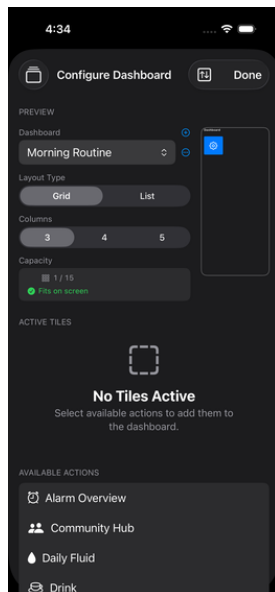 4:34
Configure Dashboard
Done
PREVIEW
Dashboard
Dashboard
Morning Routine
Layout Type
Grid
List
Columns
3
4
5
Capacity
1 / 15
Fits on screen
ACTIVE TILES
No Tiles Active
Select available actions to add them to
the dashboard.
AVAILABLE ACTIONS
Alarm Overview
Community Hub
Daily Fluid
Drink